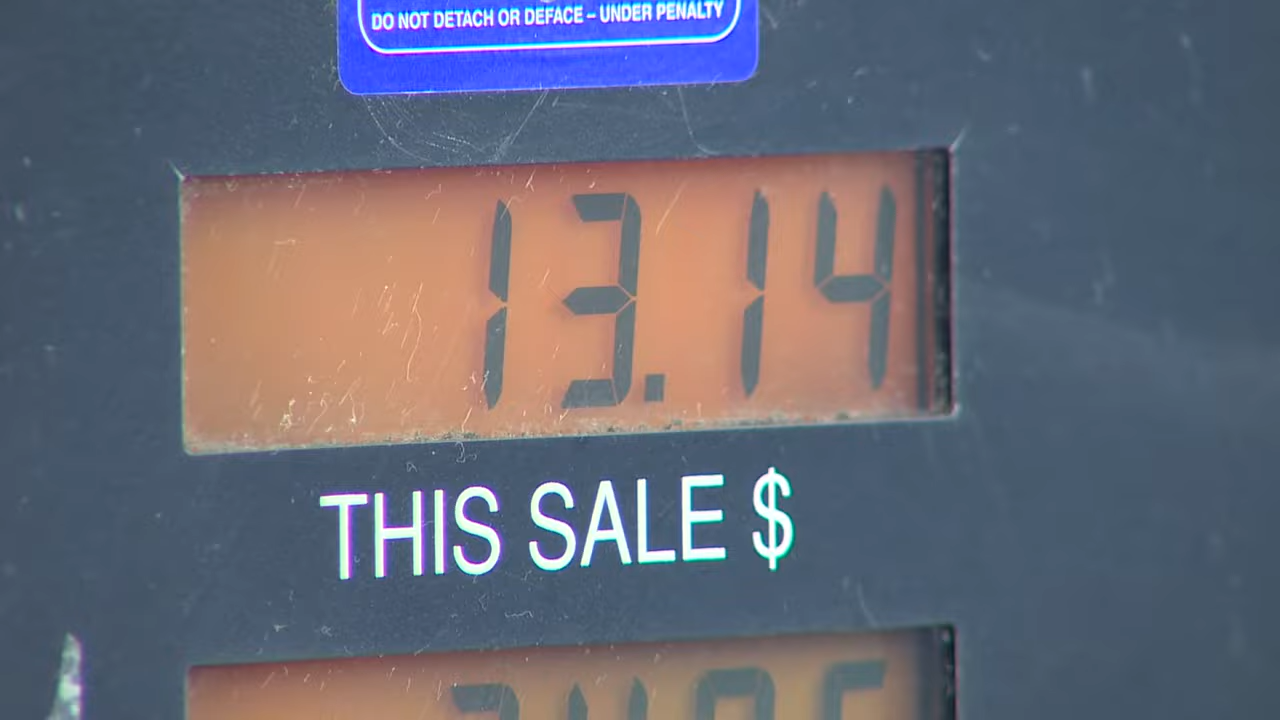 DO NOT DETACH OR DEFACE – UNDER PENALTY
13.14
THIS SALE $